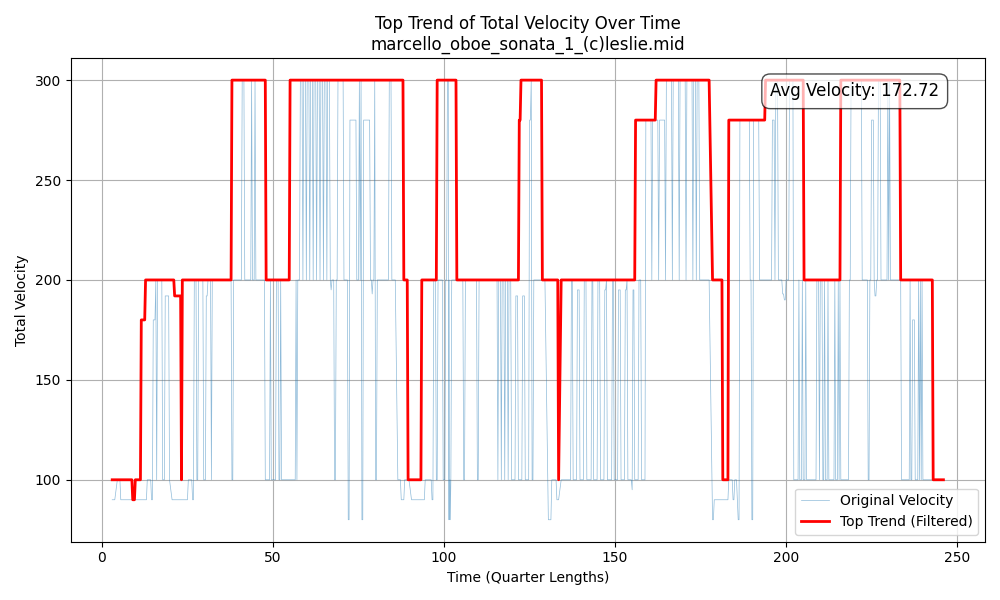 Top Trend of Total Velocity Over Time
marcello_oboe_sonata_1_(c)leslie.mid
Avg Velocity: 172.72
Total Velocity
300
250
200
150
100
0
50
100
150
200
250
Time (Quarter Lengths)
Original Velocity
Top Trend (Filtered)